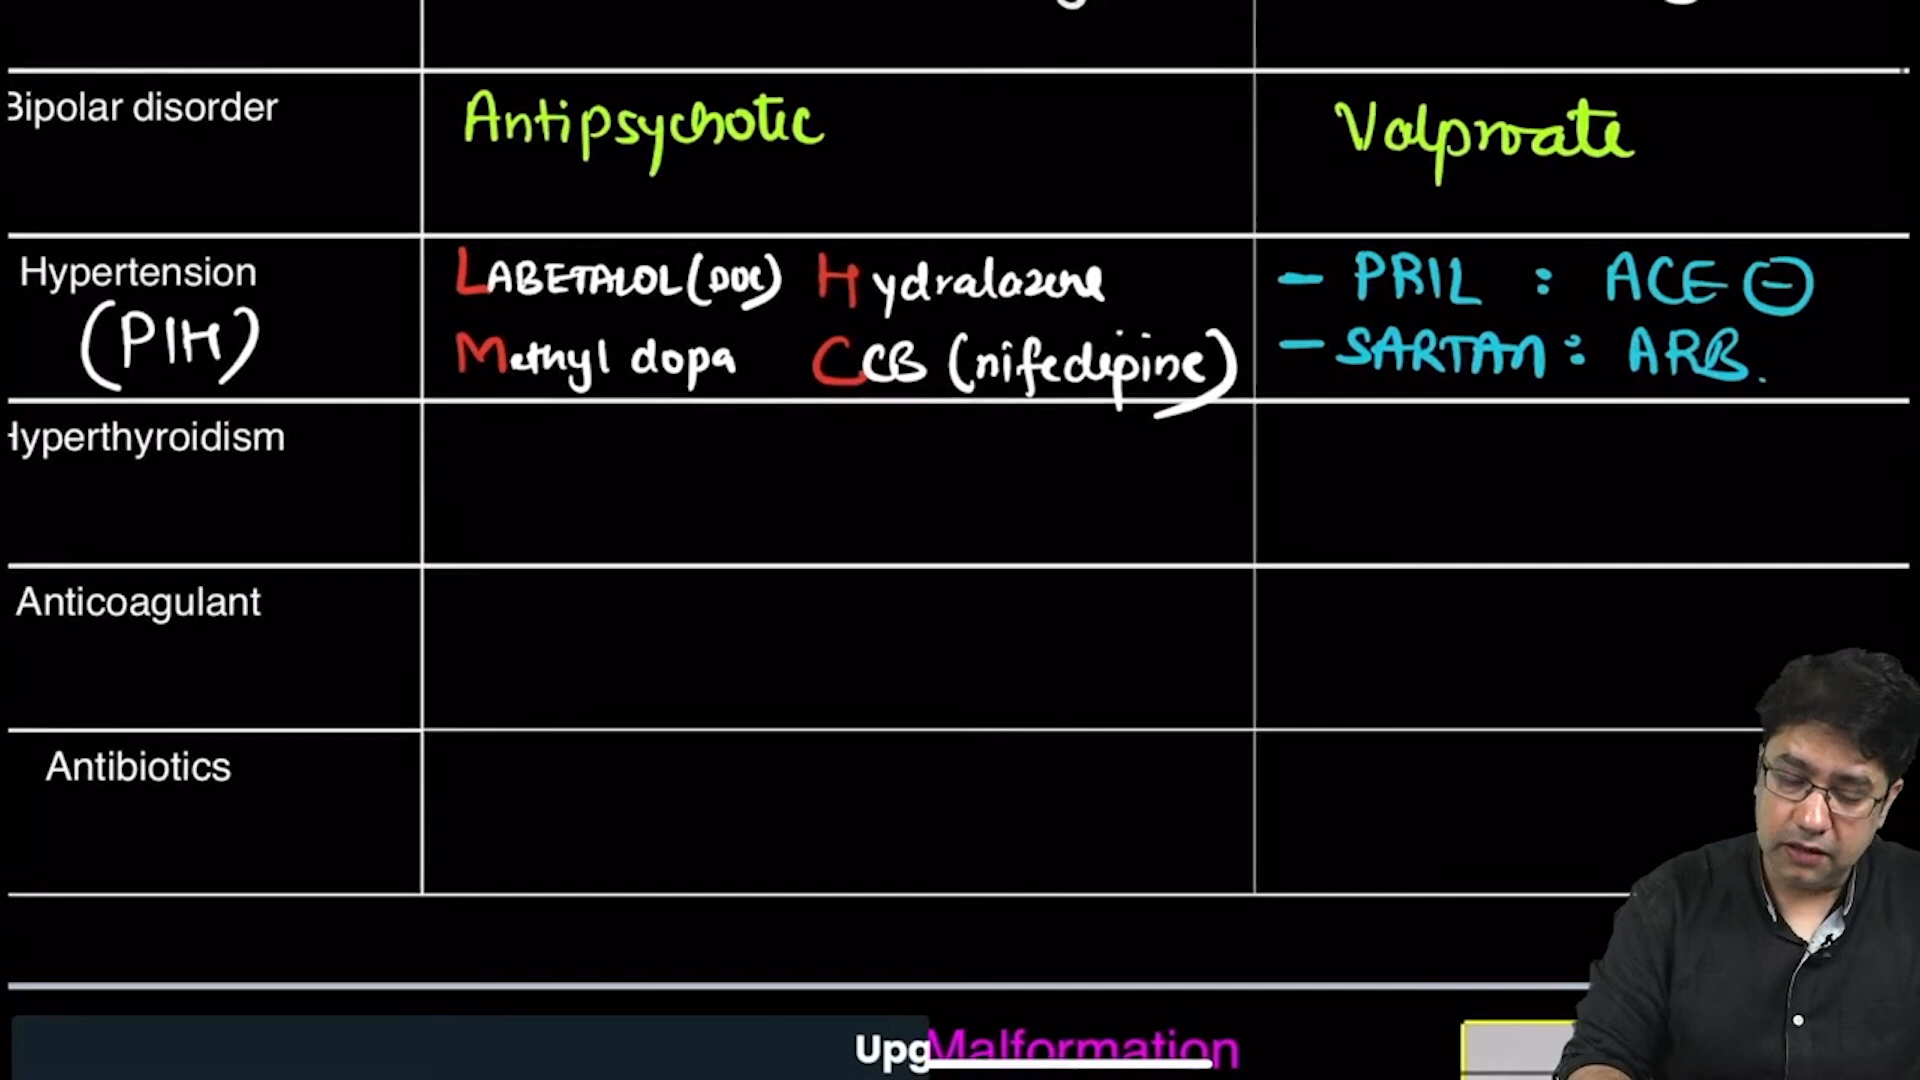 Bipolar disorder Antipsychotic Valproate
Hypertension LABETALOL (DOC) Hydralazine - PRIL : ACE ⊖
(PIH) Methyl dopa CCB (nifedipine) - SARTAN : ARB.
Hyperthyroidism
Anticoagulant
Antibiotics
Upg Malformation